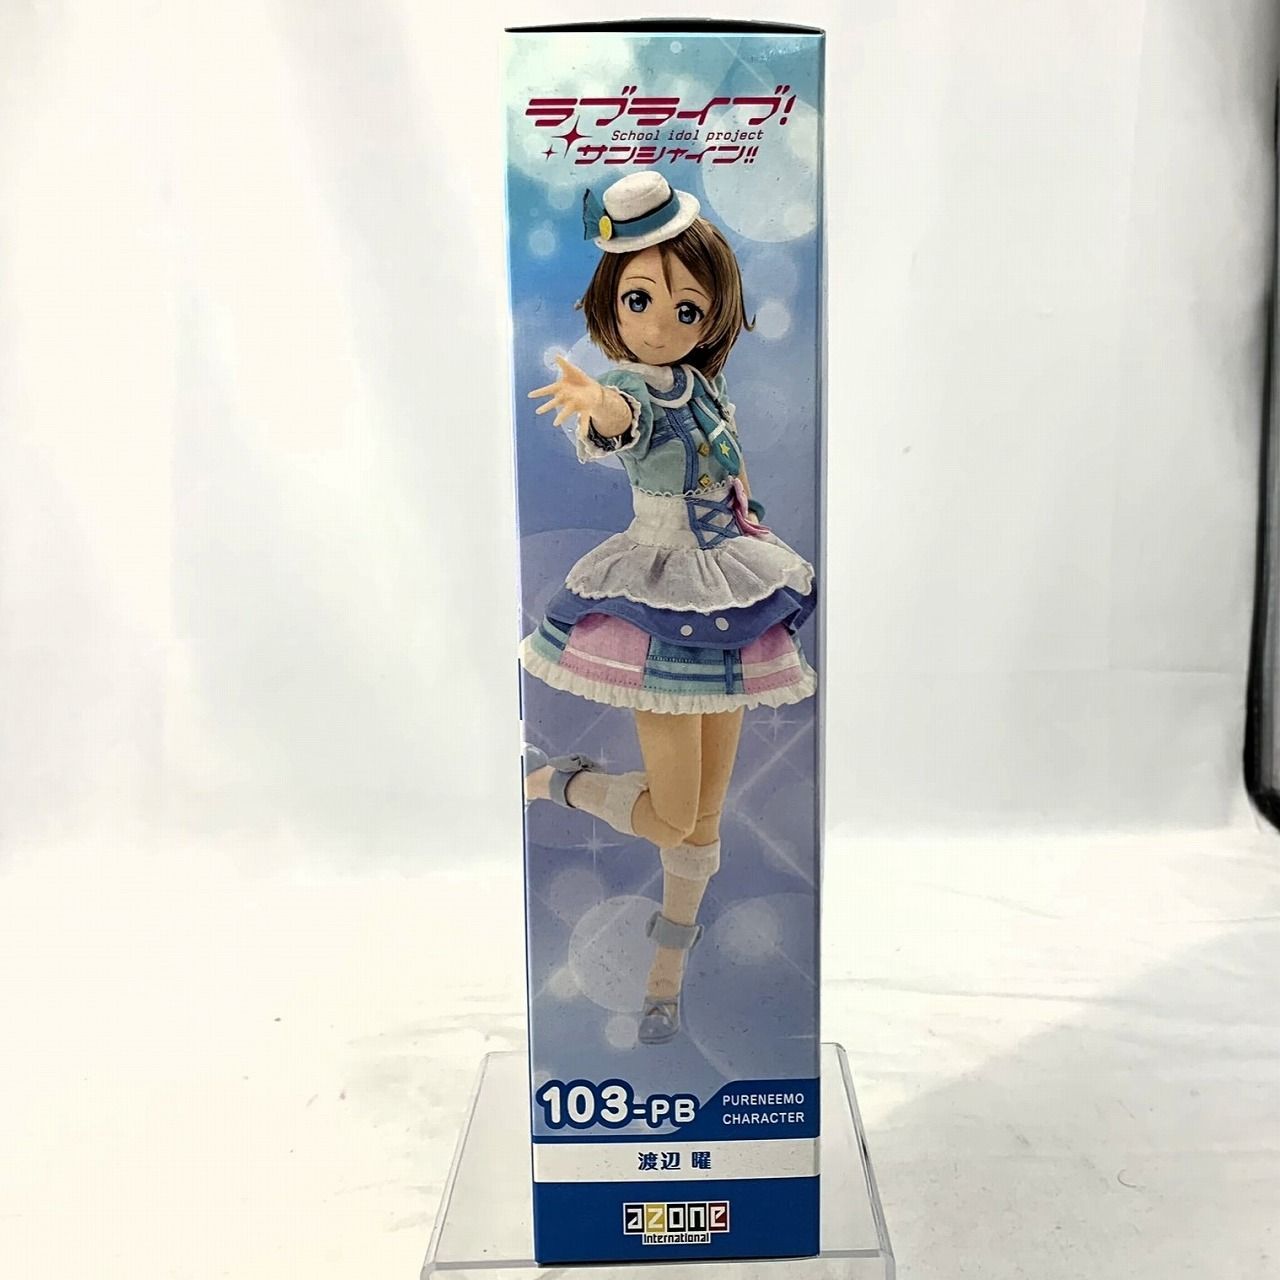 ラブライブ!
School idol project
サンシャイン!!
103-PB
PURENEEMO
CHARACTER
渡辺 曜
azone
International